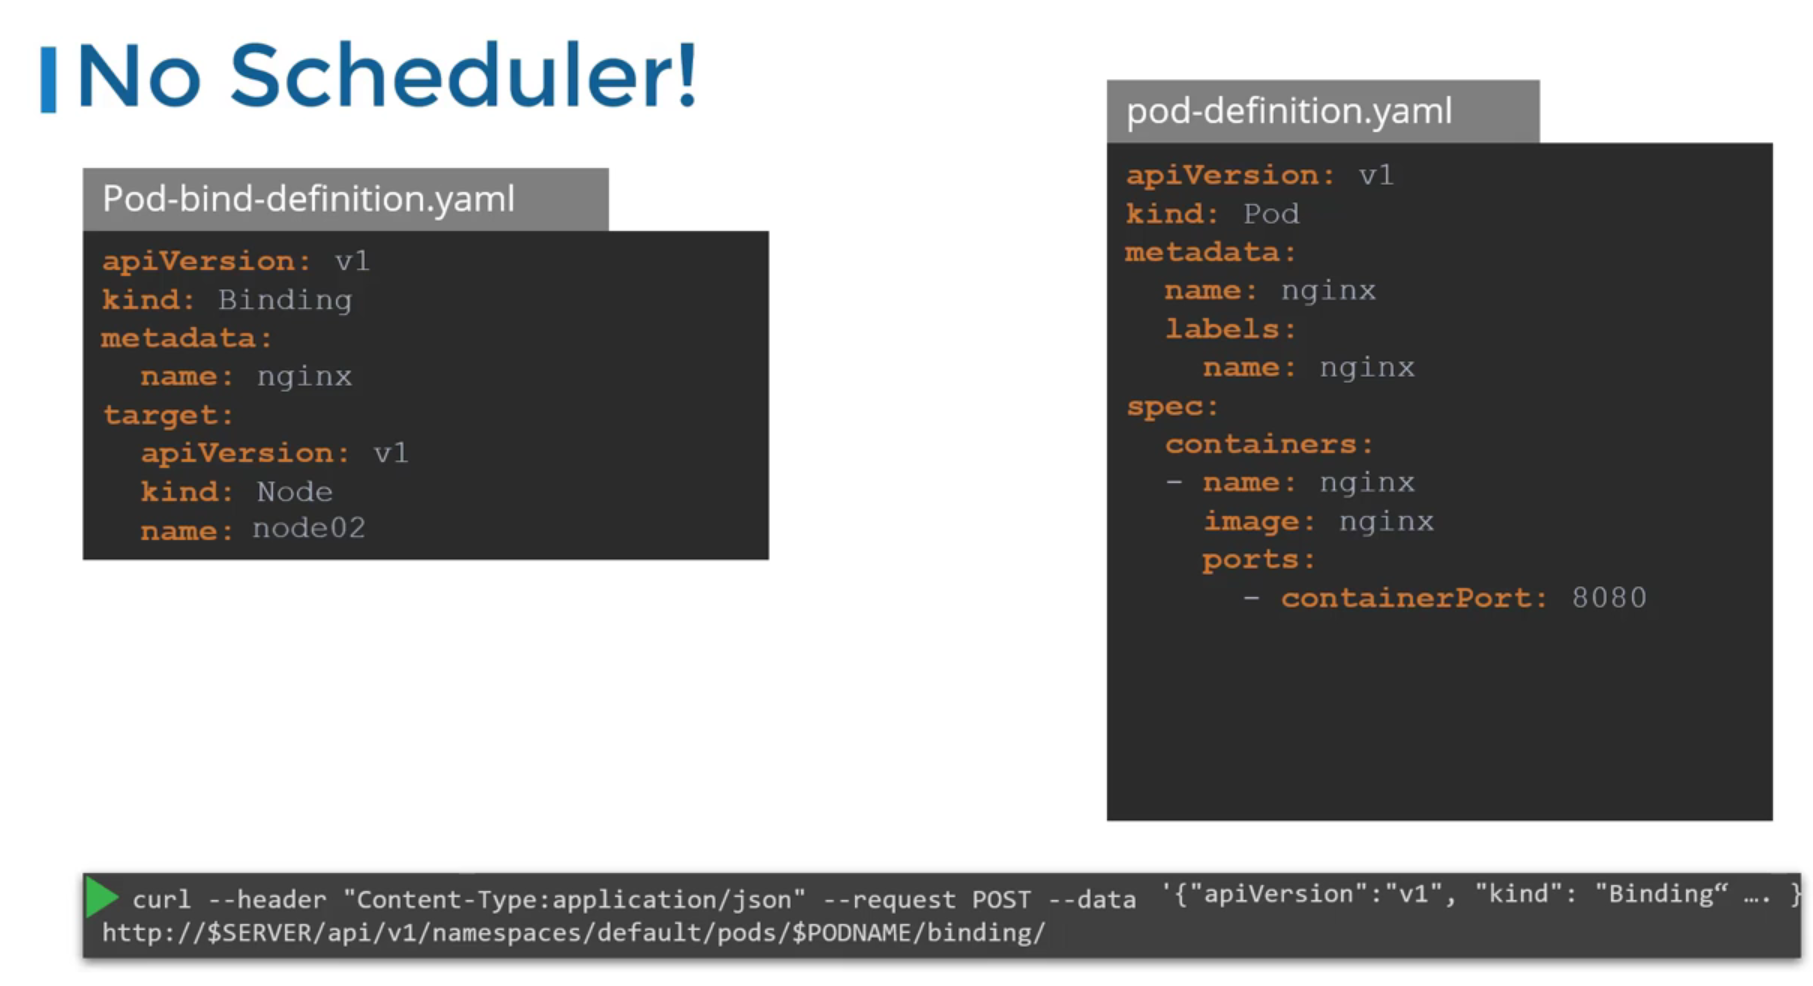 No Scheduler!
Pod-bind-definition.yaml
apiVersion: v1
kind: Binding
metadata:
  name: nginx
target:
  apiVersion: v1
  kind: Node
  name: node02
pod-definition.yaml
apiVersion: v1
kind: Pod
metadata:
  name: nginx
  labels:
    name: nginx
spec:
  containers:
  - name: nginx
    image: nginx
    ports:
      - containerPort: 8080
curl --header "Content-Type:application/json" --request POST --data '{"apiVersion":"v1", "kind": "Binding“ …. }
http://$SERVER/api/v1/namespaces/default/pods/$PODNAME/binding/